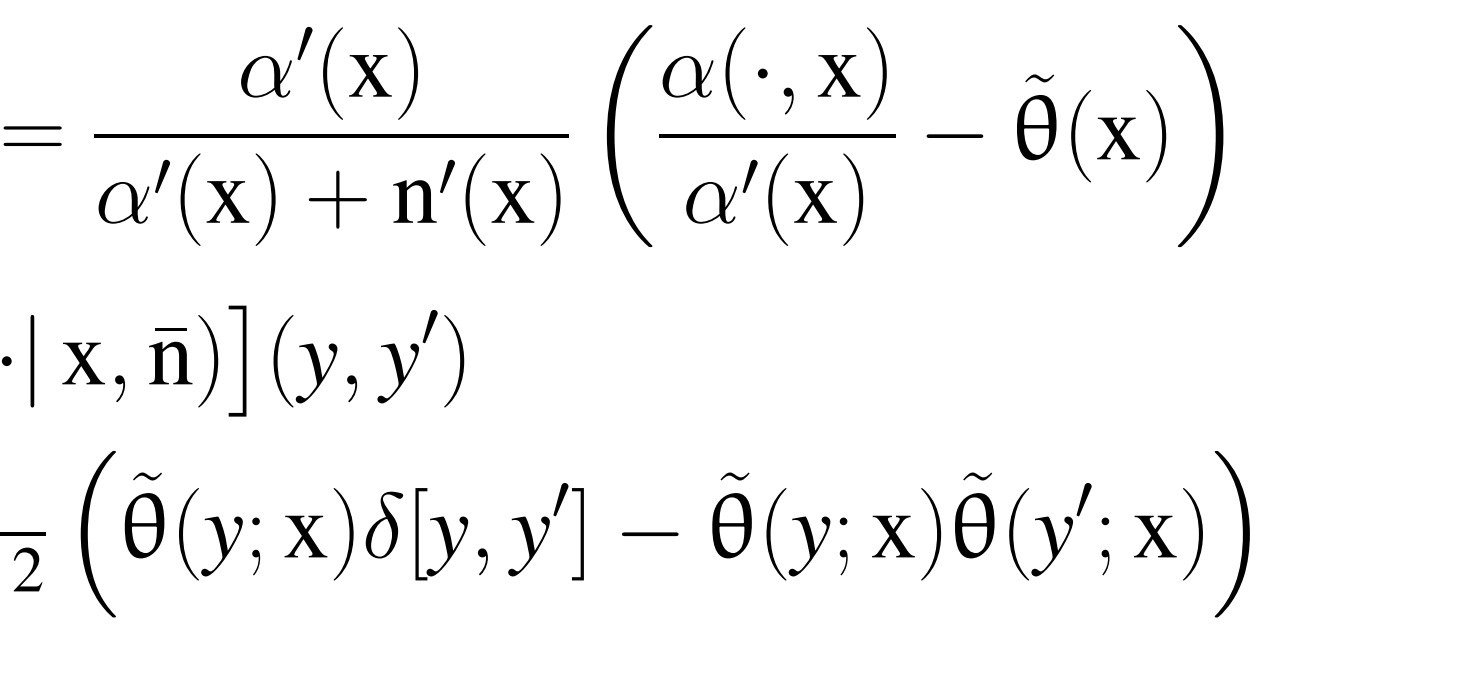 = α′(x) / (α′(x) + n′(x)) ( α(·, x) / α′(x) − θ̃(x) )
·| x, n̄)] (y, y′)
2 ( θ̃(y; x)δ[y, y′] − θ̃(y; x)θ̃(y′; x) )